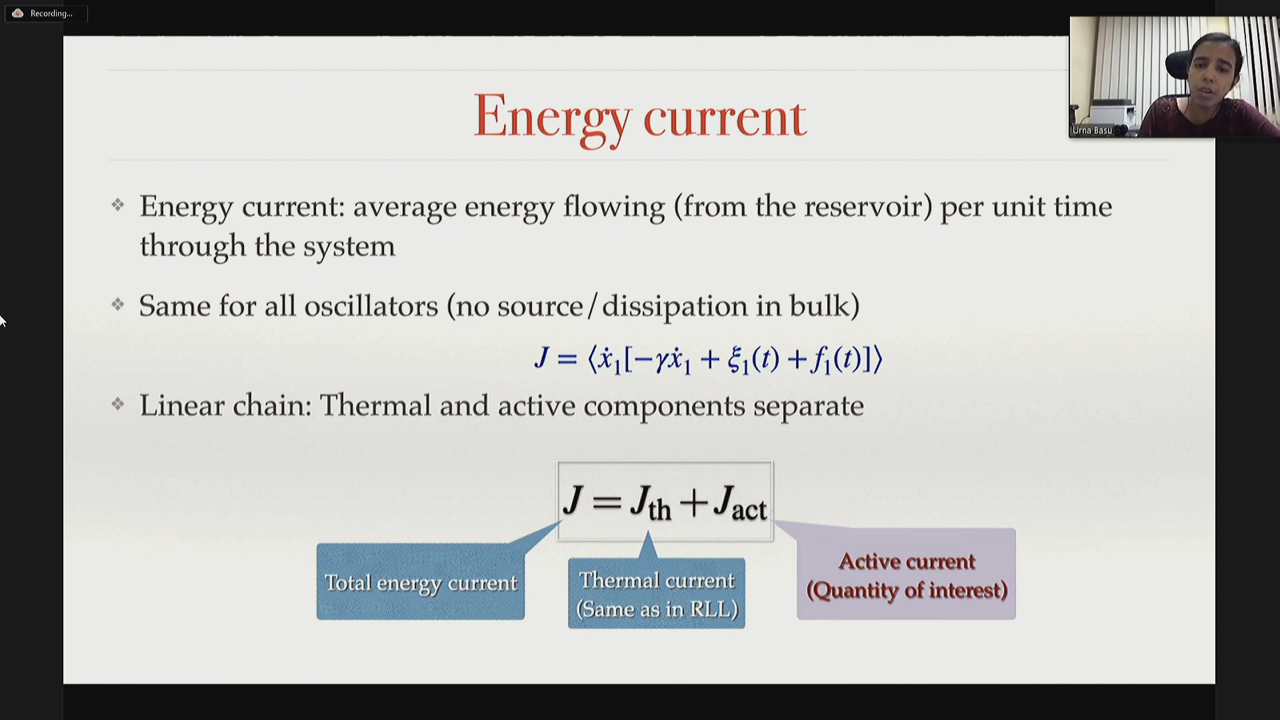 Recording...
Urna Basu
Energy current
❖ Energy current: average energy flowing (from the reservoir) per unit time
through the system
❖ Same for all oscillators (no source/dissipation in bulk)
J = ⟨ẋ₁[−γẋ₁ + ξ₁(t) + f₁(t)]⟩
❖ Linear chain: Thermal and active components separate
J = J_th + J_act
Total energy current
Thermal current
(Same as in RLL)
Active current
(Quantity of interest)